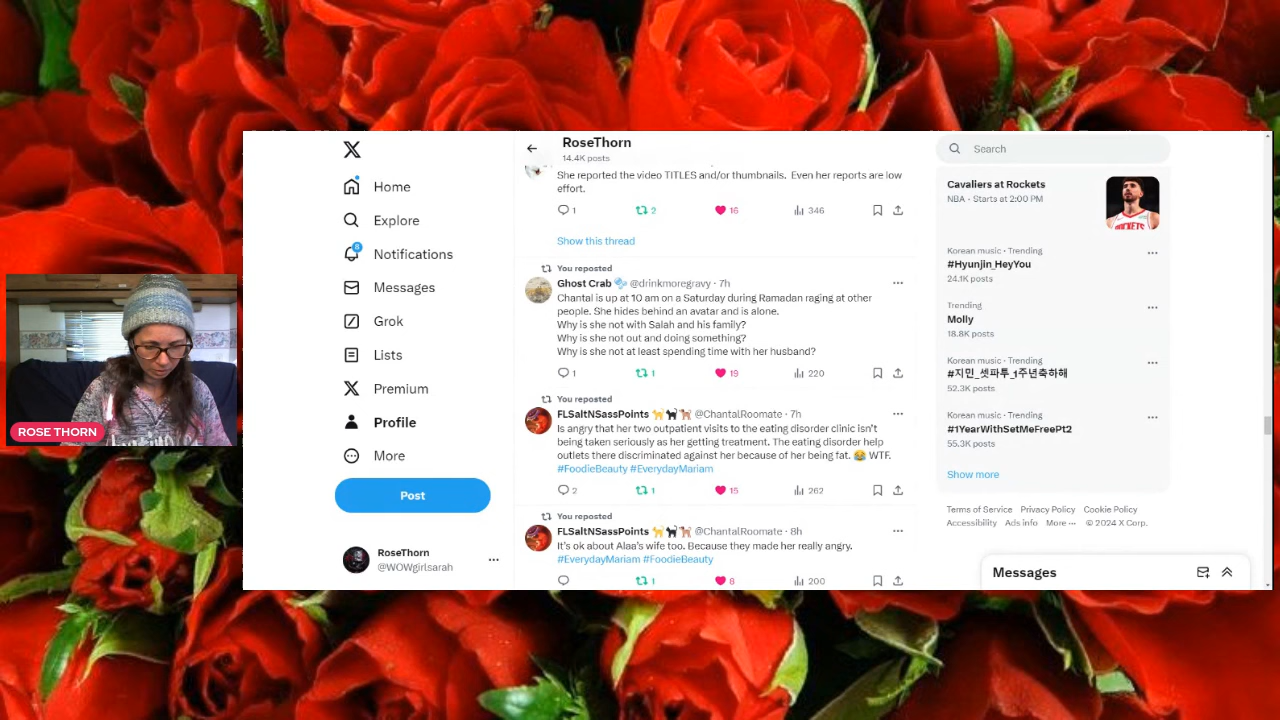 RoseThorn
14.4K posts
Search
She reported the video TITLES and/or thumbnails. Even her reports are low
effort.
1 2 16 346
Show this thread
Home
Explore
8
Notifications
Messages
Grok
Lists
Premium
Profile
More
Post
RoseThorn
@WOWgirlsarah
ROSE THORN
You reposted
Ghost Crab @drinkmoregravy · 7h
Chantal is up at 10 am on a Saturday during Ramadan raging at other
people. She hides behind an avatar and is alone.
Why is she not with Salah and his family?
Why is she not out and doing something?
Why is she not at least spending time with her husband?
1 1 19 220
You reposted
FLSaltNSassPoints @ChantalRoomate · 7h
Is angry that her two outpatient visits to the eating disorder clinic isn't
being taken seriously as her getting treatment. The eating disorder help
outlets there discriminated against her because of her being fat. 😂 WTF.
#FoodieBeauty #EverydayMariam
2 1 15 262
You reposted
FLSaltNSassPoints @ChantalRoomate · 8h
It's ok about Alaa's wife too. Because they made her really angry.
#EverydayMariam #FoodieBeauty
1 8 200
Cavaliers at Rockets
NBA · Starts at 2:00 PM
ROCKETS
Korean music · Trending
#Hyunjin_HeyYou
24.1K posts
Trending
Molly
18.8K posts
Korean music · Trending
#지민_셋파투_1주년축하해
52.3K posts
Korean music · Trending
#1YearWithSetMeFreePt2
55.3K posts
Show more
Terms of Service Privacy Policy Cookie Policy
Accessibility Ads info More ··· © 2024 X Corp.
Messages